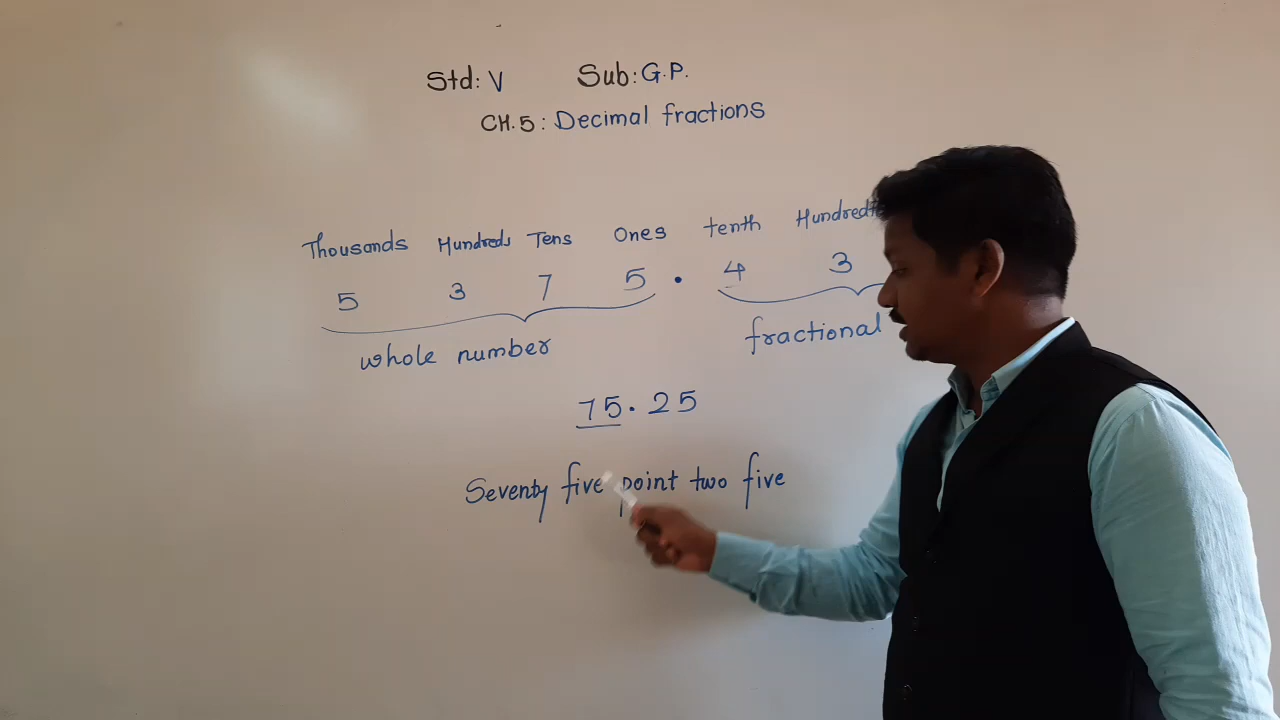 Std: V Sub: G.P.
CH.5: Decimal fractions
Thousands Hundreds Tens Ones tenth
5 3 7 5 . 4 3
whole number fractional
75.25
Seventy five point two five